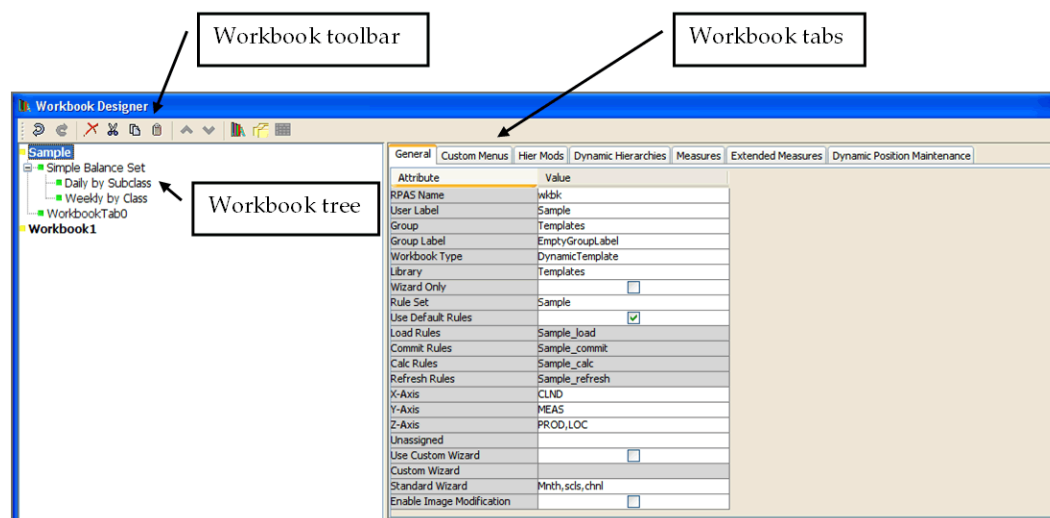 Workbook toolbar
Workbook tabs
Workbook Designer
Sample
Simple Balance Set
Daily by Subclass
Weekly by Class
WorkbookTab0
Workbook1
Workbook tree
General Custom Menus Hier Mods Dynamic Hierarchies Measures Extended Measures Dynamic Position Maintenance
Attribute Value
RPAS Name wkbk
User Label Sample
Group Templates
Group Label EmptyGroupLabel
Workbook Type DynamicTemplate
Library Templates
Wizard Only
Rule Set Sample
Use Default Rules
Load Rules Sample_load
Commit Rules Sample_commit
Calc Rules Sample_calc
Refresh Rules Sample_refresh
X-Axis CLND
Y-Axis MEAS
Z-Axis PROD,LOC
Unassigned
Use Custom Wizard
Custom Wizard
Standard Wizard Mnth,scls,chnl
Enable Image Modification